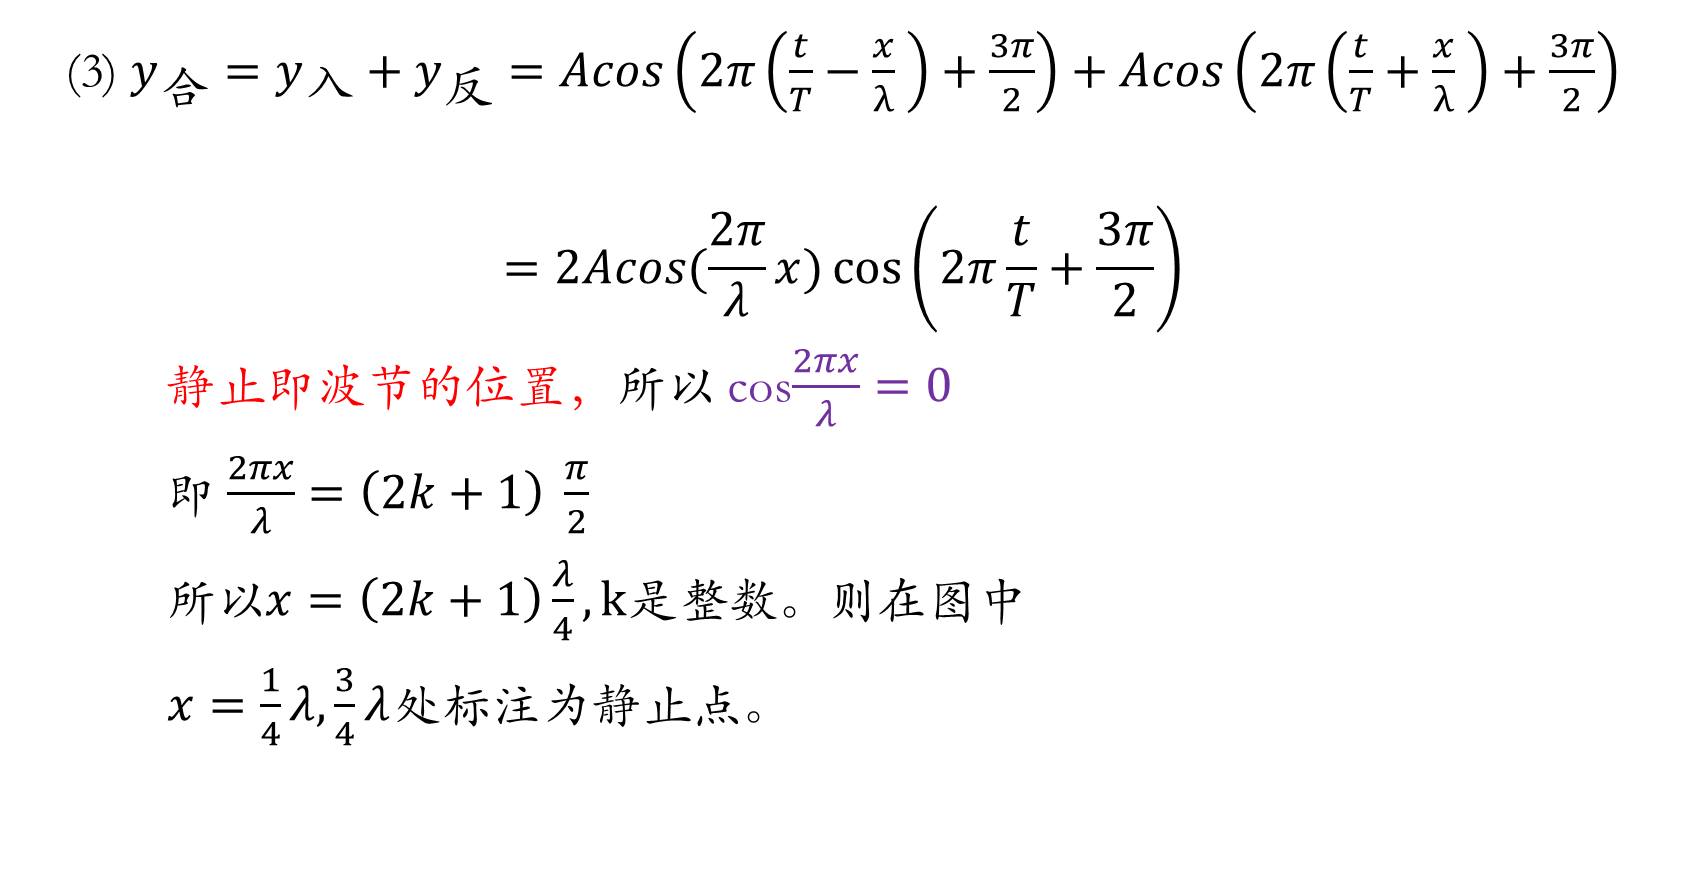 (3) y合 = y入 + y反 = Acos(2π(t/T − x/λ) + 3π/2) + Acos(2π(t/T + x/λ) + 3π/2)
= 2Acos(2π/λ x) cos(2π t/T + 3π/2)
静止即波节的位置，所以 cos 2πx/λ = 0
即 2πx/λ = (2k + 1) π/2
所以x = (2k + 1) λ/4 , k是整数。则在图中
x = 1/4 λ, 3/4 λ处标注为静止点。